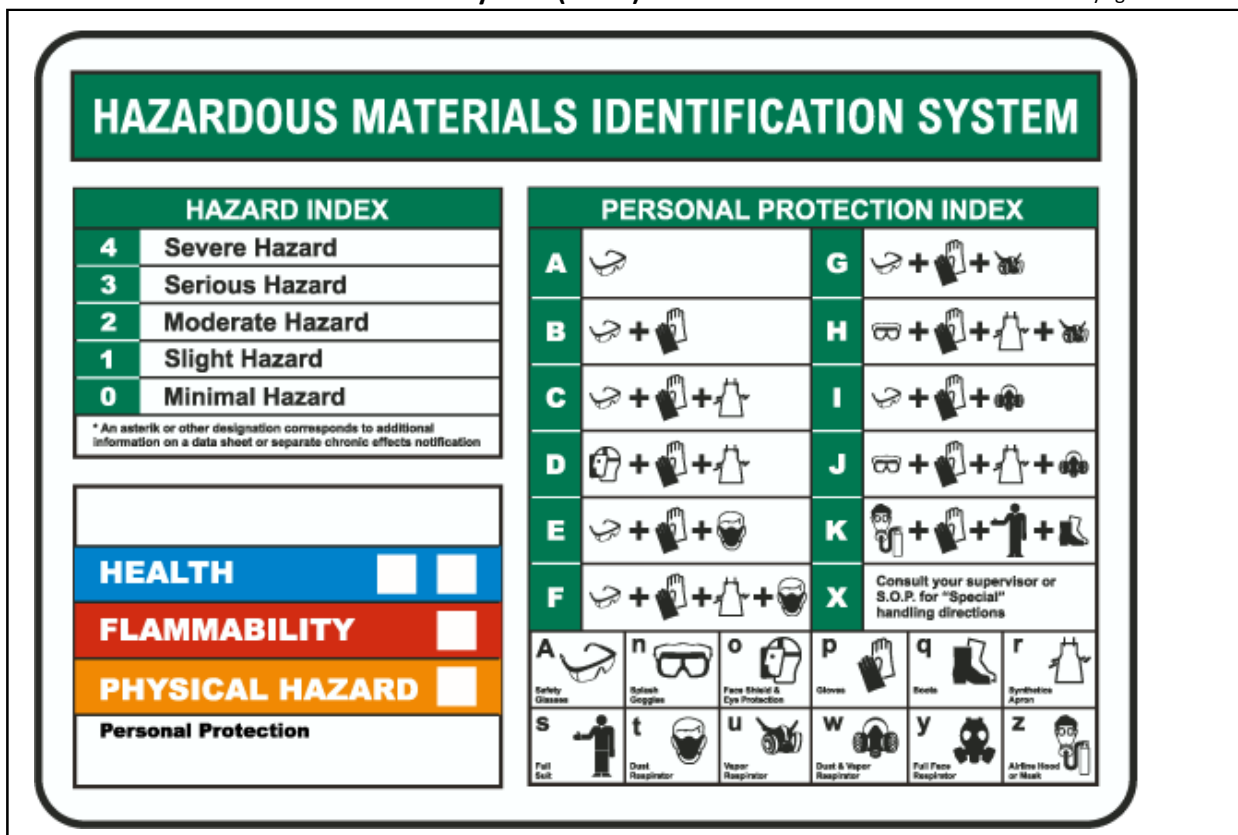 HAZARDOUS MATERIALS IDENTIFICATION SYSTEM
HAZARD INDEX
4 Severe Hazard
3 Serious Hazard
2 Moderate Hazard
1 Slight Hazard
0 Minimal Hazard
* An asterik or other designation corresponds to additional
information on a data sheet or separate chronic effects notification
HEALTH
FLAMMABILITY
PHYSICAL HAZARD
Personal Protection
PERSONAL PROTECTION INDEX
A
G
B
H
C
I
D
J
E
K
F
X
Consult your supervisor or
S.O.P. for "Special"
handling directions
A
Safety
Glasses
n
Splash
Goggles
o
Face Shield &
Eye Protection
p
Gloves
q
Boots
r
Synthetics
Apron
s
Full
Suit
t
Dust
Respirator
u
Vapor
Respirator
w
Dust & Vapor
Respirator
y
Full Face
Respirator
z
Airline Hood
or Mask